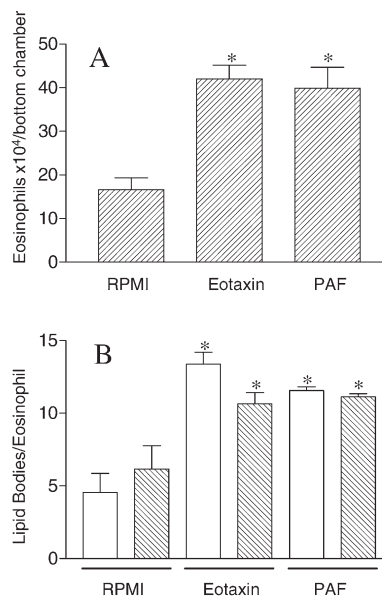 A
Eosinophils x10⁴/bottom chamber
50
40
30
20
10
0
* *
RPMI Eotaxin PAF
B
Lipid Bodies/Eosinophil
15
10
5
0
* * * *
RPMI Eotaxin PAF